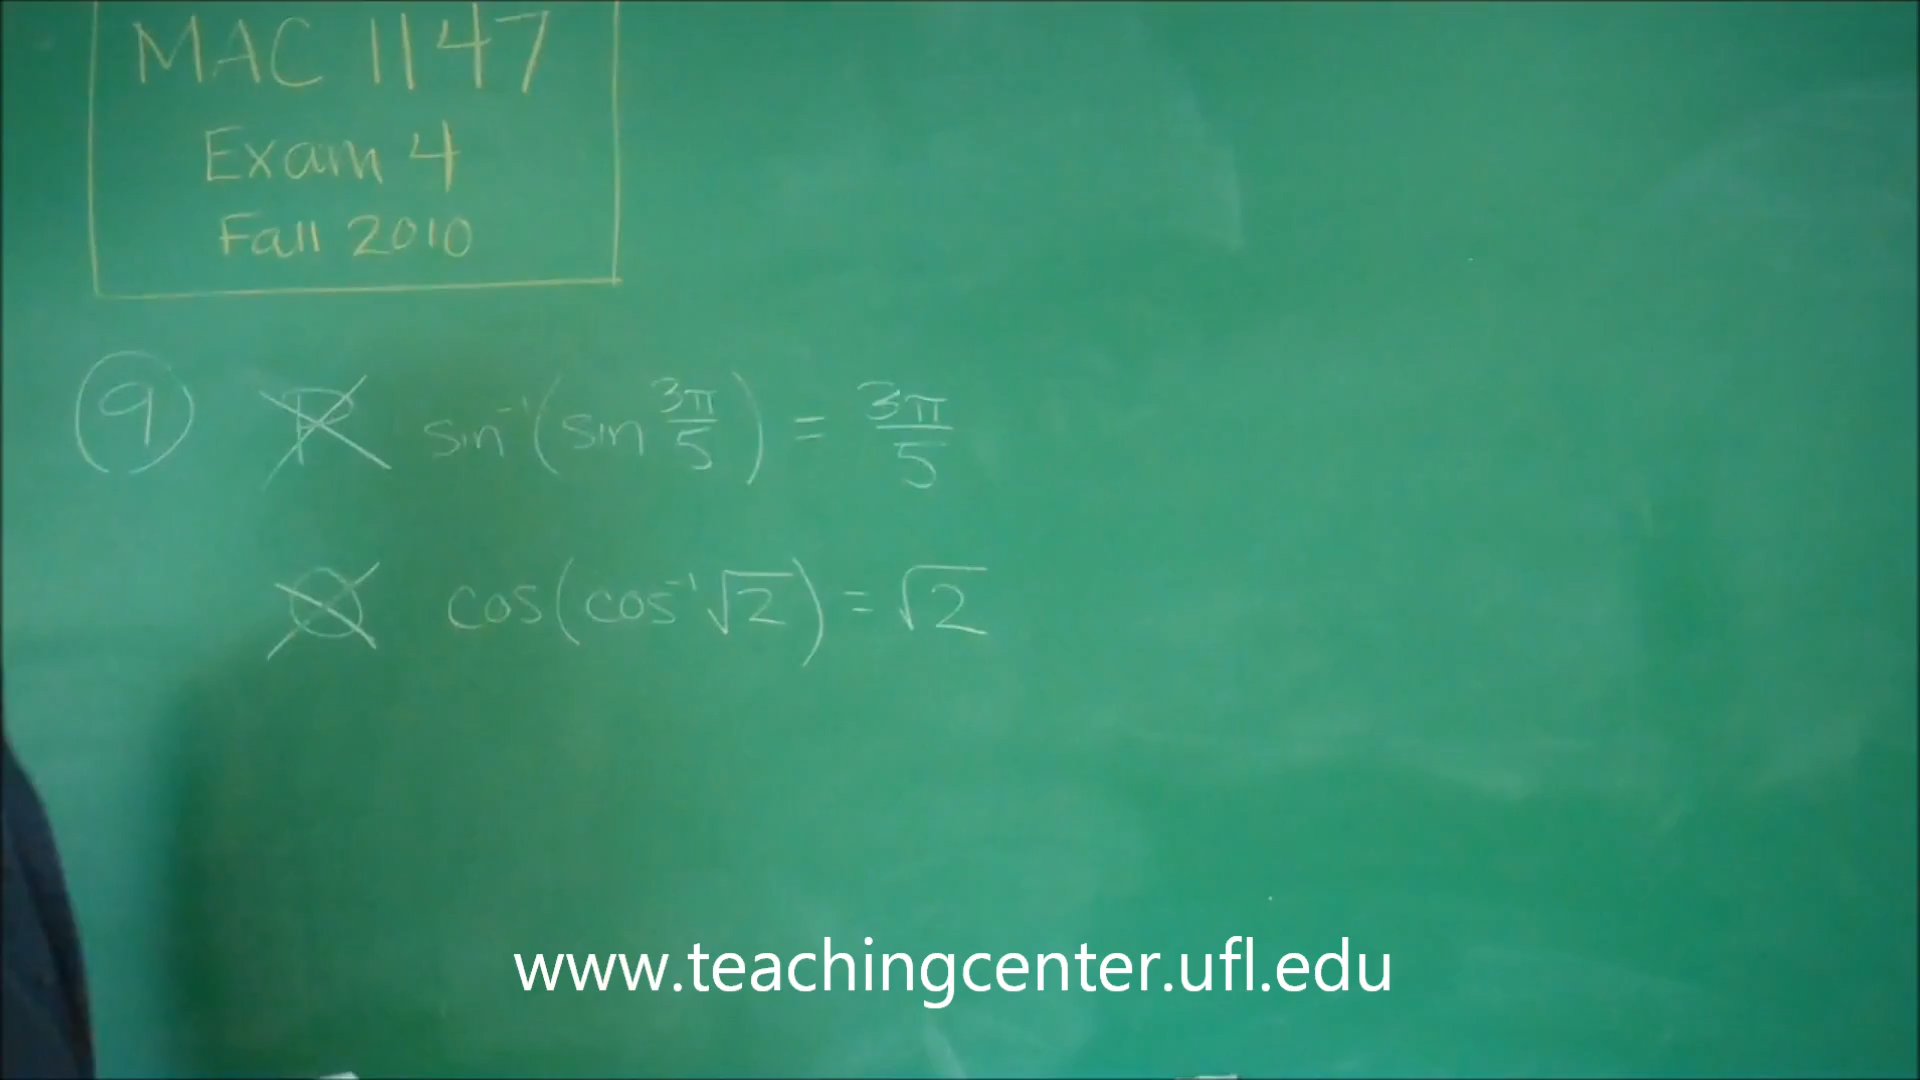 MAC 1147
Exam 4
Fall 2010
9 P sin⁻¹(sin 3π/5) = 3π/5
Q cos(cos⁻¹√2) = √2
www.teachingcenter.ufl.edu